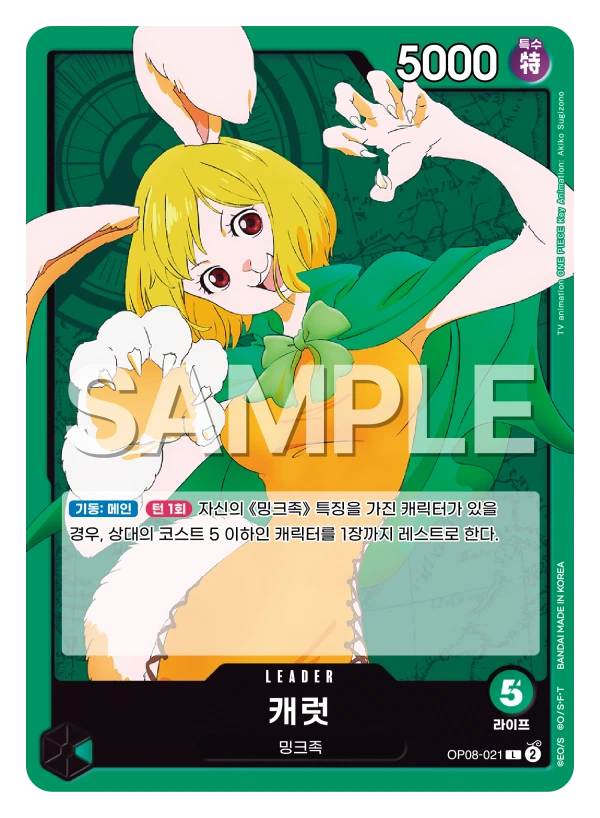 5000
특수
特
TV animation ONE PIECE Key Animation: Akiko Sugizono
SAMPLE
기동: 메인 턴 1회 자신의 《밍크족》 특징을 가진 캐릭터가 있을
경우, 상대의 코스트 5 이하인 캐릭터를 1장까지 레스트로 한다.
©EO/S ©O/S·F·T BANDAI MADE IN KOREA
LEADER
캐럿
밍크족
5
라이프
OP08-021 L 2